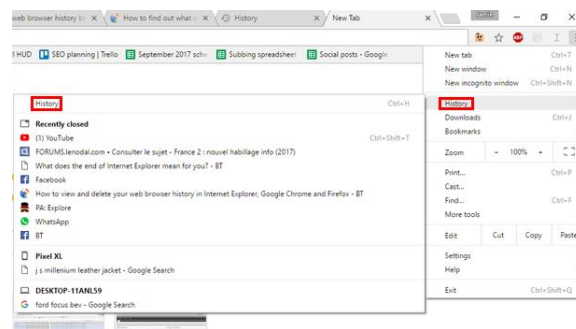 web browser history bt
How to find out what
History
New Tab
HUD
SEO planning | Trello
September 2017 sche
Subbing spreadsheet
Social posts - Google
New tab Ctrl+T
New window Ctrl+N
New incognito window Ctrl+Shift+N
History
Downloads Ctrl+J
Bookmarks
Zoom - 100% +
Print... Ctrl+P
Cast...
Find... Ctrl+F
More tools
Edit Cut Copy Paste
Settings
Help
Exit Ctrl+Shift+Q
History Ctrl+H
Recently closed
(1) YouTube Ctrl+Shift+T
FORUMS.lenodal.com • Consulter le sujet - France 2 : nouvel habillage info (2017)
What does the end of Internet Explorer mean for you? - BT
Facebook
How to view and delete your web browser history in Internet Explorer, Google Chrome and Firefox - BT
PA: Explore
WhatsApp
BT
Pixel XL
j s millenium leather jacket - Google Search
DESKTOP-11ANLS9
ford focus bev - Google Search